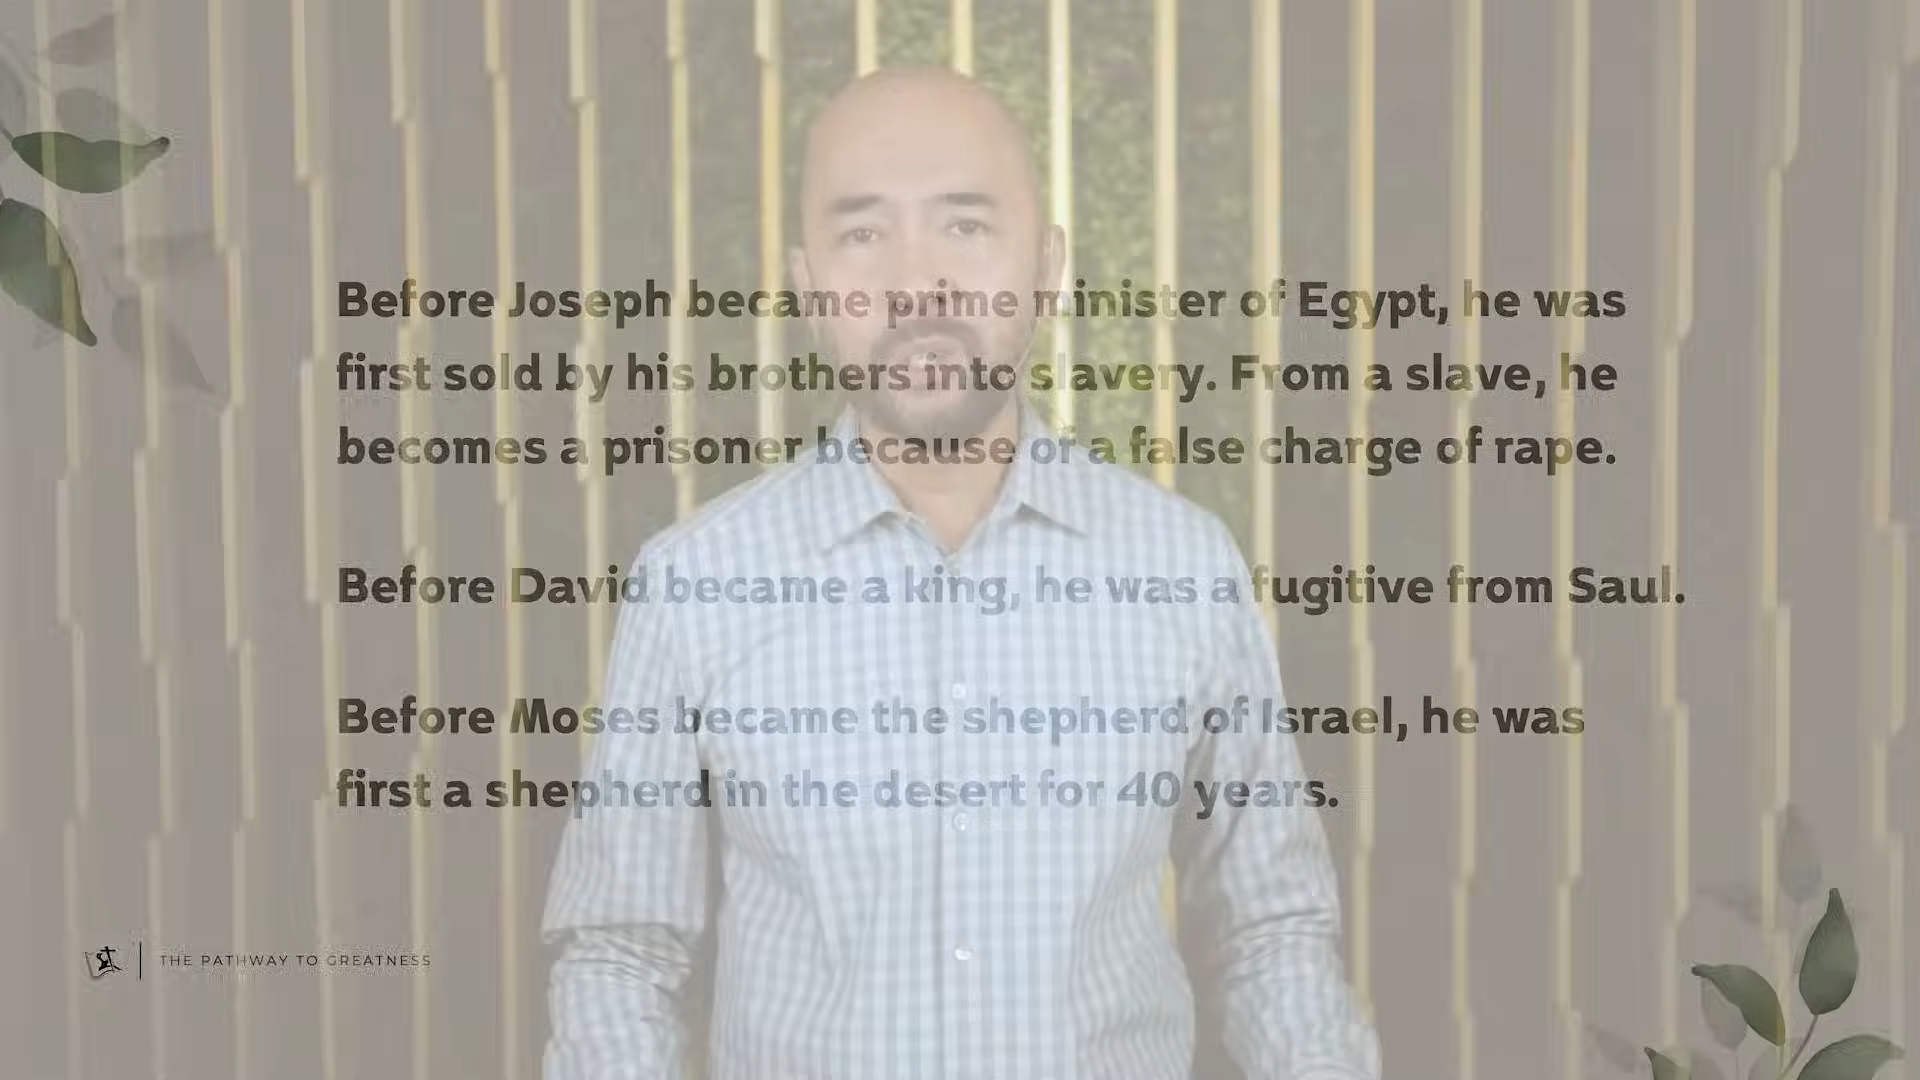 Before Joseph became prime minister of Egypt, he was
first sold by his brothers into slavery. From a slave, he
becomes a prisoner because of a false charge of rape.
Before David became a king, he was a fugitive from Saul.
Before Moses became the shepherd of Israel, he was
first a shepherd in the desert for 40 years.
THE PATHWAY TO GREATNESS